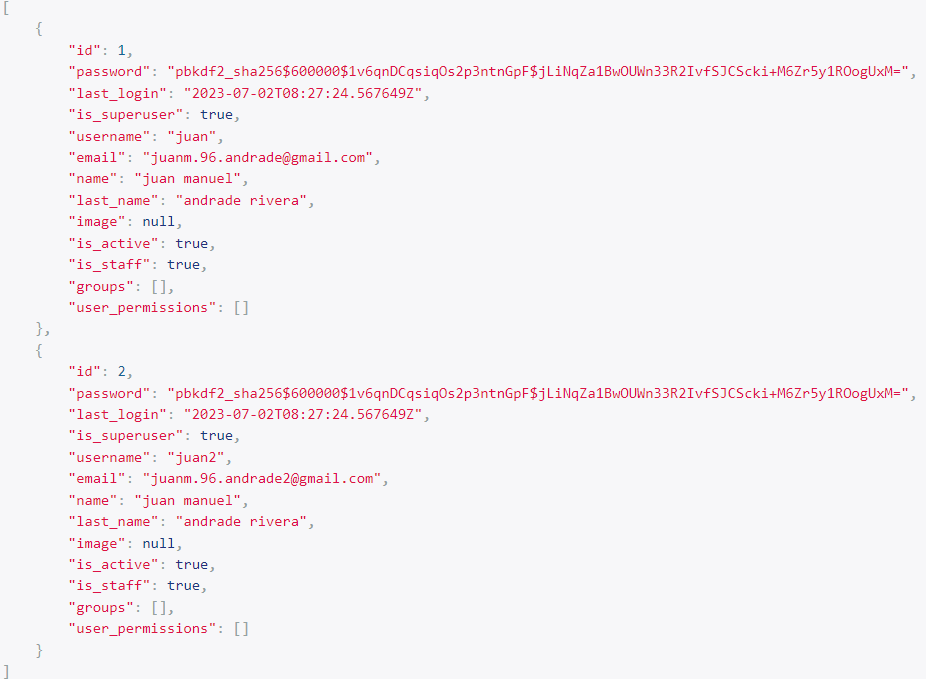 [
{
"id": 1,
"password": "pbkdf2_sha256$600000$1v6qnDCqsiqOs2p3ntnGpF$jLiNqZa1BwOUWn33R2IvfSJCScki+M6Zr5y1ROogUxM=",
"last_login": "2023-07-02T08:27:24.567649Z",
"is_superuser": true,
"username": "juan",
"email": "juanm.96.andrade@gmail.com",
"name": "juan manuel",
"last_name": "andrade rivera",
"image": null,
"is_active": true,
"is_staff": true,
"groups": [],
"user_permissions": []
},
{
"id": 2,
"password": "pbkdf2_sha256$600000$1v6qnDCqsiqOs2p3ntnGpF$jLiNqZa1BwOUWn33R2IvfSJCScki+M6Zr5y1ROogUxM=",
"last_login": "2023-07-02T08:27:24.567649Z",
"is_superuser": true,
"username": "juan2",
"email": "juanm.96.andrade2@gmail.com",
"name": "juan manuel",
"last_name": "andrade rivera",
"image": null,
"is_active": true,
"is_staff": true,
"groups": [],
"user_permissions": []
}
]